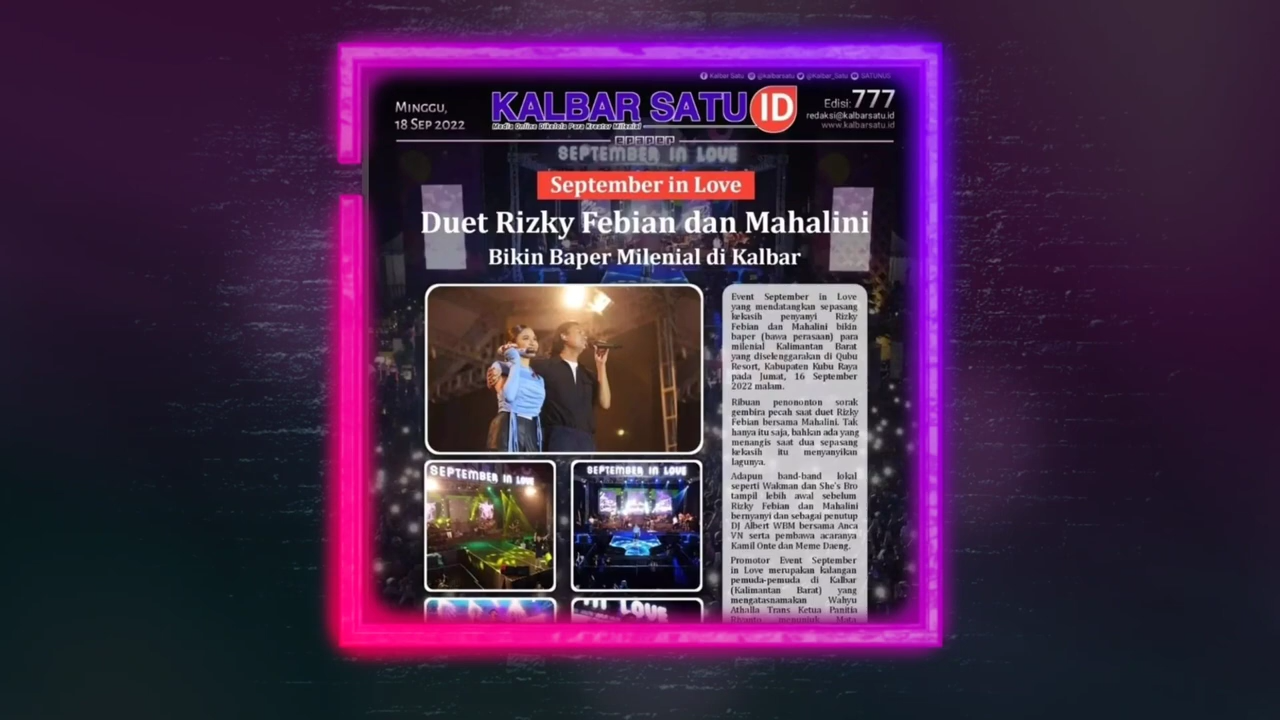 Kalbar Satu @kalbarsatu @Kalbar_Satu SATUNUS
MINGGU,
18 SEP 2022
KALBAR SATU ID
Media Online Dikelola Para Kreator Milenial
epaper
Edisi: 777
redaksi@kalbarsatu.id
www.kalbarsatu.id
SEPTEMBER IN LOVE
September in Love
Duet Rizky Febian dan Mahalini
Bikin Baper Milenial di Kalbar
SEPTEMBER IN LOVE
SEPTEMBER IN LOVE
IN LOVE
Event September in Love
yang mendatangkan sepasang
kekasih penyanyi Rizky
Febian dan Mahalini bikin
baper (bawa perasaan) para
milenial Kalimantan Barat
yang diselenggarakan di Qubu
Resort, Kabupaten Kubu Raya
pada Jumat, 16 September
2022 malam.
Ribuan penononton sorak
gembira pecah saat duet Rizky
Febian bersama Mahalini. Tak
hanya itu saja, bahkan ada yang
menangis saat dua sepasang
kekasih itu menyanyikan
lagunya.
Adapun band-band lokal
seperti Wakman dan She's Bro
tampil lebih awal sebelum
Rizky Febian dan Mahalini
bernyanyi dan sebagai penutup
DJ Albert WBM bersama Anca
VN serta pembawa acaranya
Kamil Onte dan Meme Daeng.
Promotor Event September
in Love merupakan kalangan
pemuda-pemuda di Kalbar
(Kalimantan Barat) yang
mengatasnamakan Wahyu
Athalla Trans Ketua Panitia
Riyanto menunjuk Mata